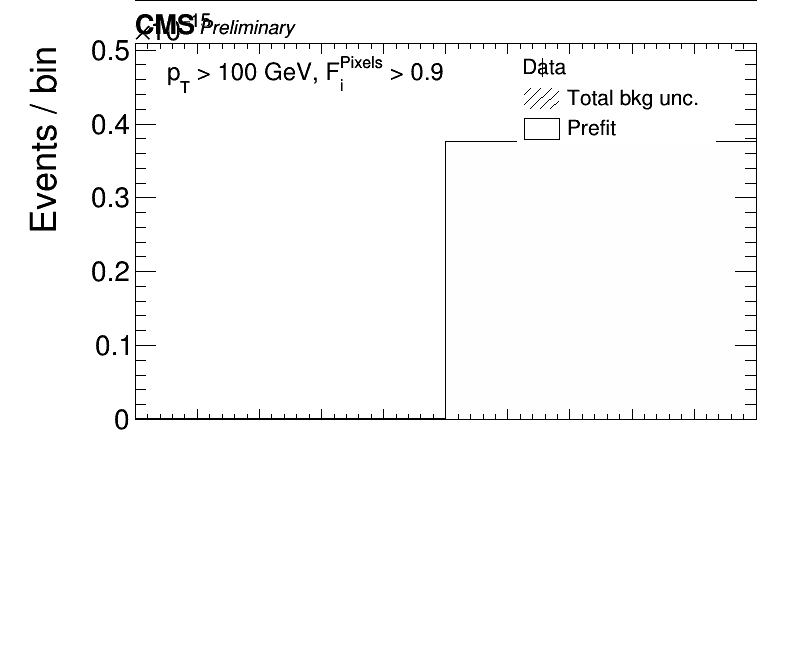 CMS Preliminary
×10
0.5
0.4
0.3
0.2
0.1
0
Events / bin
p_T > 100 GeV, F_i^Pixels > 0.9
Data
Total bkg unc.
Prefit